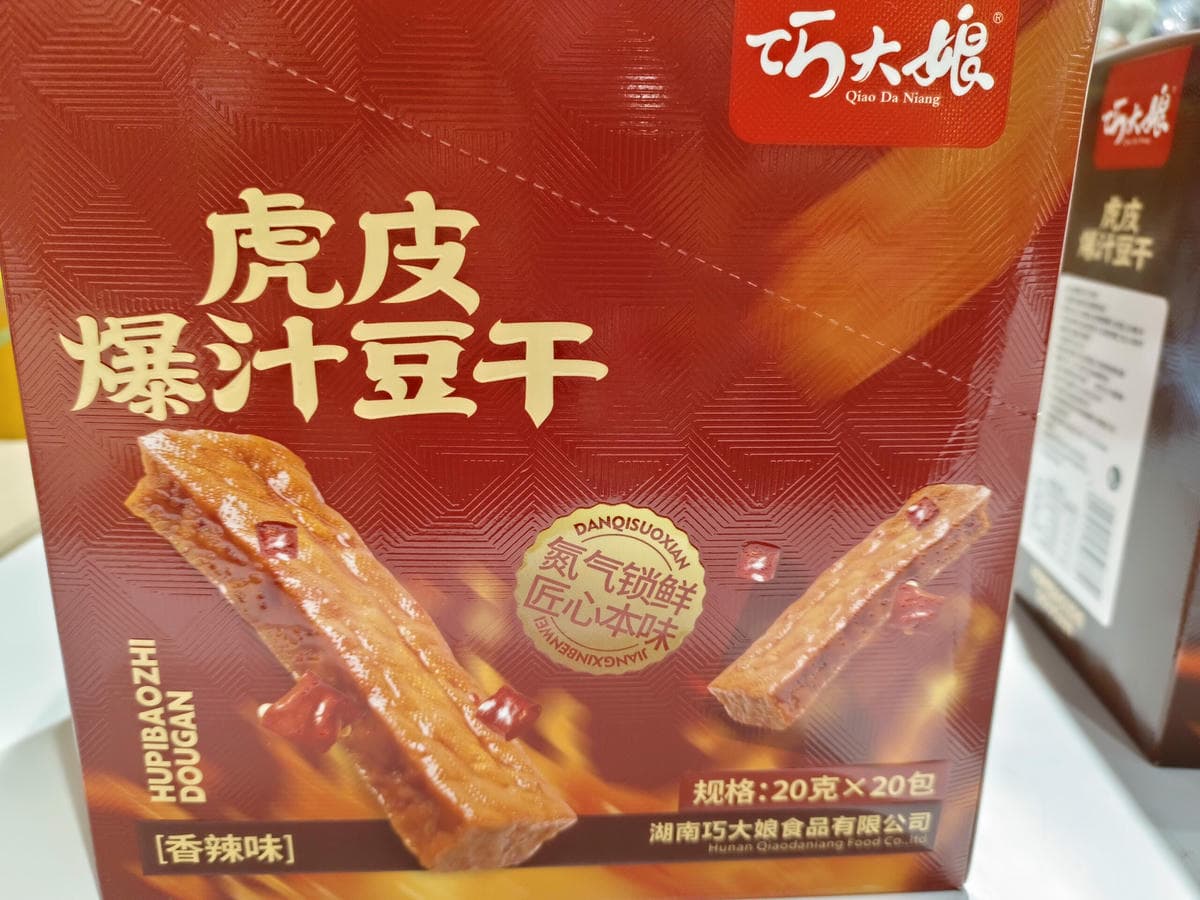 巧大娘®
Qiao Da Niang
虎皮
爆汁豆干
DANQISUOXIAN
氮气锁鲜
匠心本味
JIANGXINBENWEI
HUPIBAOZHI
DOUGAN
[香辣味]
规格:20克×20包
湖南巧大娘食品有限公司
Hunan Qiaodaniang Food Co.,ltd
巧大娘
虎皮
爆汁豆干